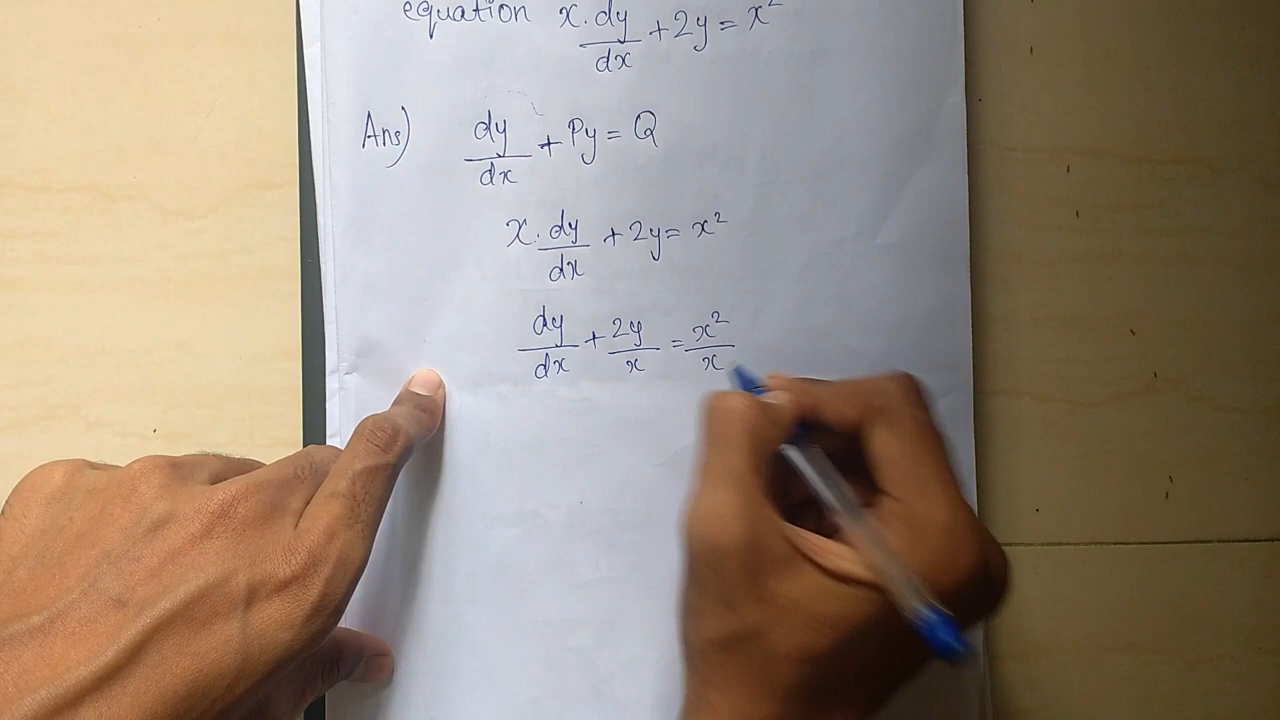 equation x·dy/dx + 2y = x²
Ans) dy/dx + Py = Q
x·dy/dx + 2y = x²
dy/dx + 2y/x = x²/x